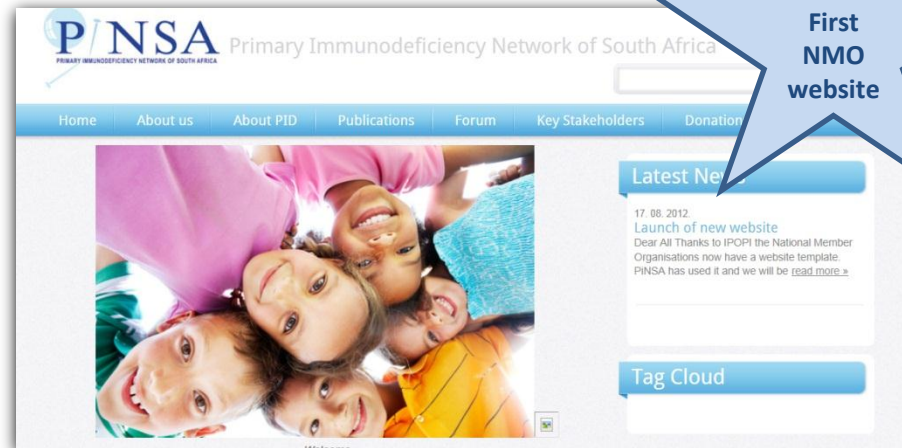 First
NMO
website
PiNSA Primary Immunodeficiency Network of South Africa
PRIMARY IMMUNODEFICIENCY NETWORK OF SOUTH AFRICA
Home About us About PID Publications Forum Key Stakeholders Donation
Latest News
17. 08. 2012.
Launch of new website
Dear All Thanks to IPOPI the National Member
Organisations now have a website template.
PiNSA has used it and we will be read more »
Tag Cloud